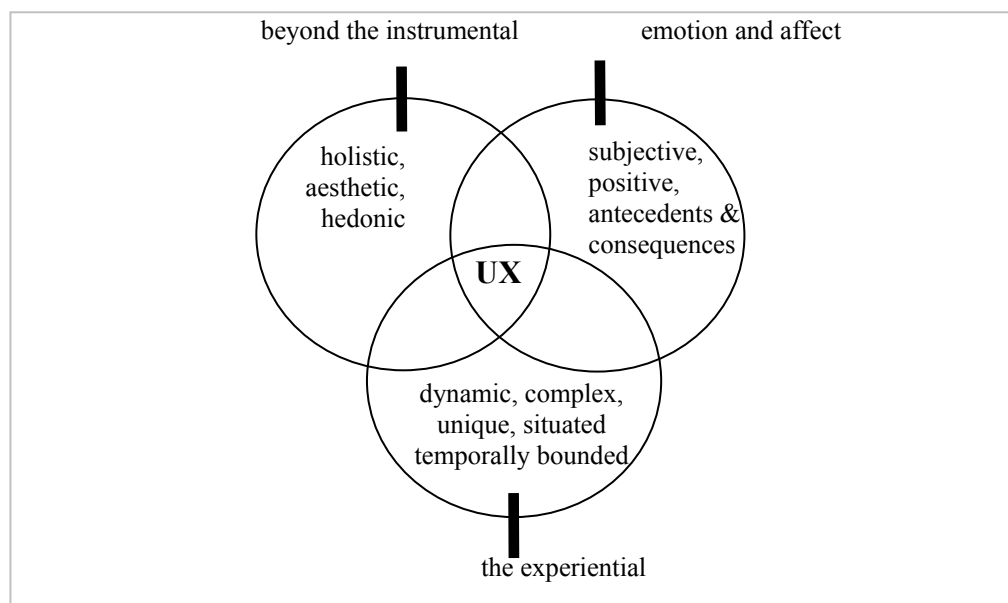 beyond the instrumental
emotion and affect
holistic,
aesthetic,
hedonic
subjective,
positive,
antecedents &
consequences
UX
dynamic, complex,
unique, situated
temporally bounded
the experiential